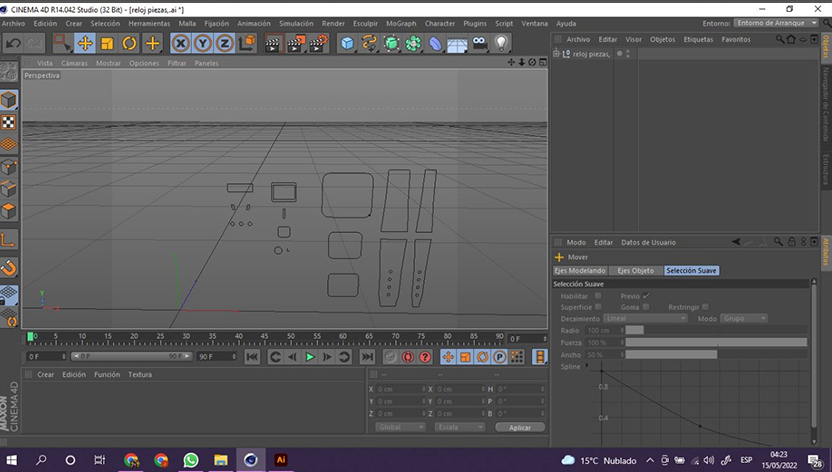 CINEMA 4D R14.042 Studio (32 Bit) - [reloj piezas,.ai *]
Archivo Edición Crear Selección Herramientas Malla Fijación Animación Simulación Render Esculpir MoGraph Character Plugins Script Ventana Ayuda Entorno: Entorno de Arranque
Archivo Editar Visor Objetos Etiquetas Favoritos
Vista Cámaras Mostrar Opciones Filtrar Paneles
Perspectiva
reloj piezas,
Objetos
Navegador de Contenido
Estructura
Y
X
Modo Editar Datos de Usuario
Atributos
Mover
Ejes Modelando Ejes Objeto Selección Suave
Selección Suave
Habilitar Previo
Superficie Goma Restringir
Decaimiento Lineal Modo Grupo
Radio 100 cm
Fuerza 100 %
Ancho 50 %
Spline
0.8
0.4
0 5 10 15 20 25 30 35 40 45 50 55 60 65 70 75 80 85 90 0 F
0 F 0 F 90 F 90 F
Crear Edición Función Textura
X 0 cm X 0 cm H 0 °
Y 0 cm Y 0 cm P 0 °
Z 0 cm Z 0 cm B 0 °
Global Escala Aplicar
MAXON
CINEMA 4D
Ai
15°C Nublado
ESP
04:23
15/05/2022
28